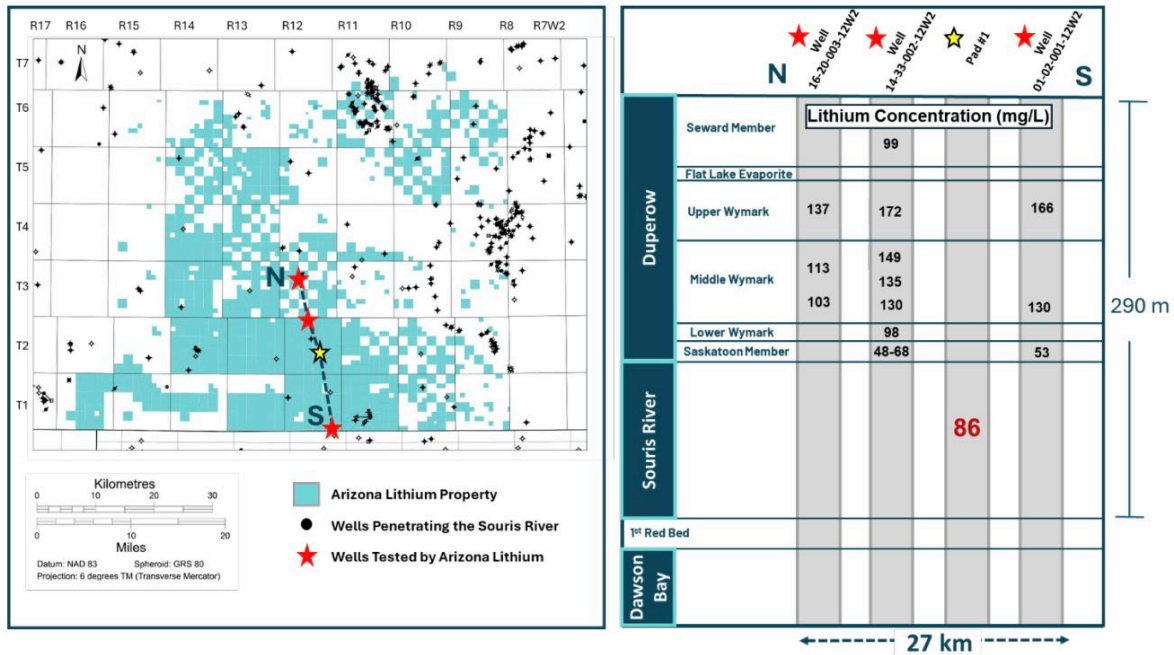 R17 R16 R15 R14 R13 R12 R11 R10 R9 R8 R7W2
N
T7
T6
T5
T4
T3
T2
T1
N
S
Kilometres
0 10 20 30
0 10 20
Miles
Datum: NAD 83 Spheroid: GRS 80
Projection: 6 degrees TM (Transverse Mercator)
Arizona Lithium Property
Wells Penetrating the Souris River
Wells Tested by Arizona Lithium
N
Well
16-20-003-12W2
Well
14-33-002-12W2
Pad #1
Well
01-02-001-12W2
S
Lithium Concentration (mg/L)
Duperow
Seward Member
99
Flat Lake Evaporite
Upper Wymark
137 172 166
Middle Wymark
113
103
149
135
130
130
Lower Wymark
98
Saskatoon Member
48-68 53
Souris River
86
1st Red Bed
Dawson
Bay
290 m
27 km